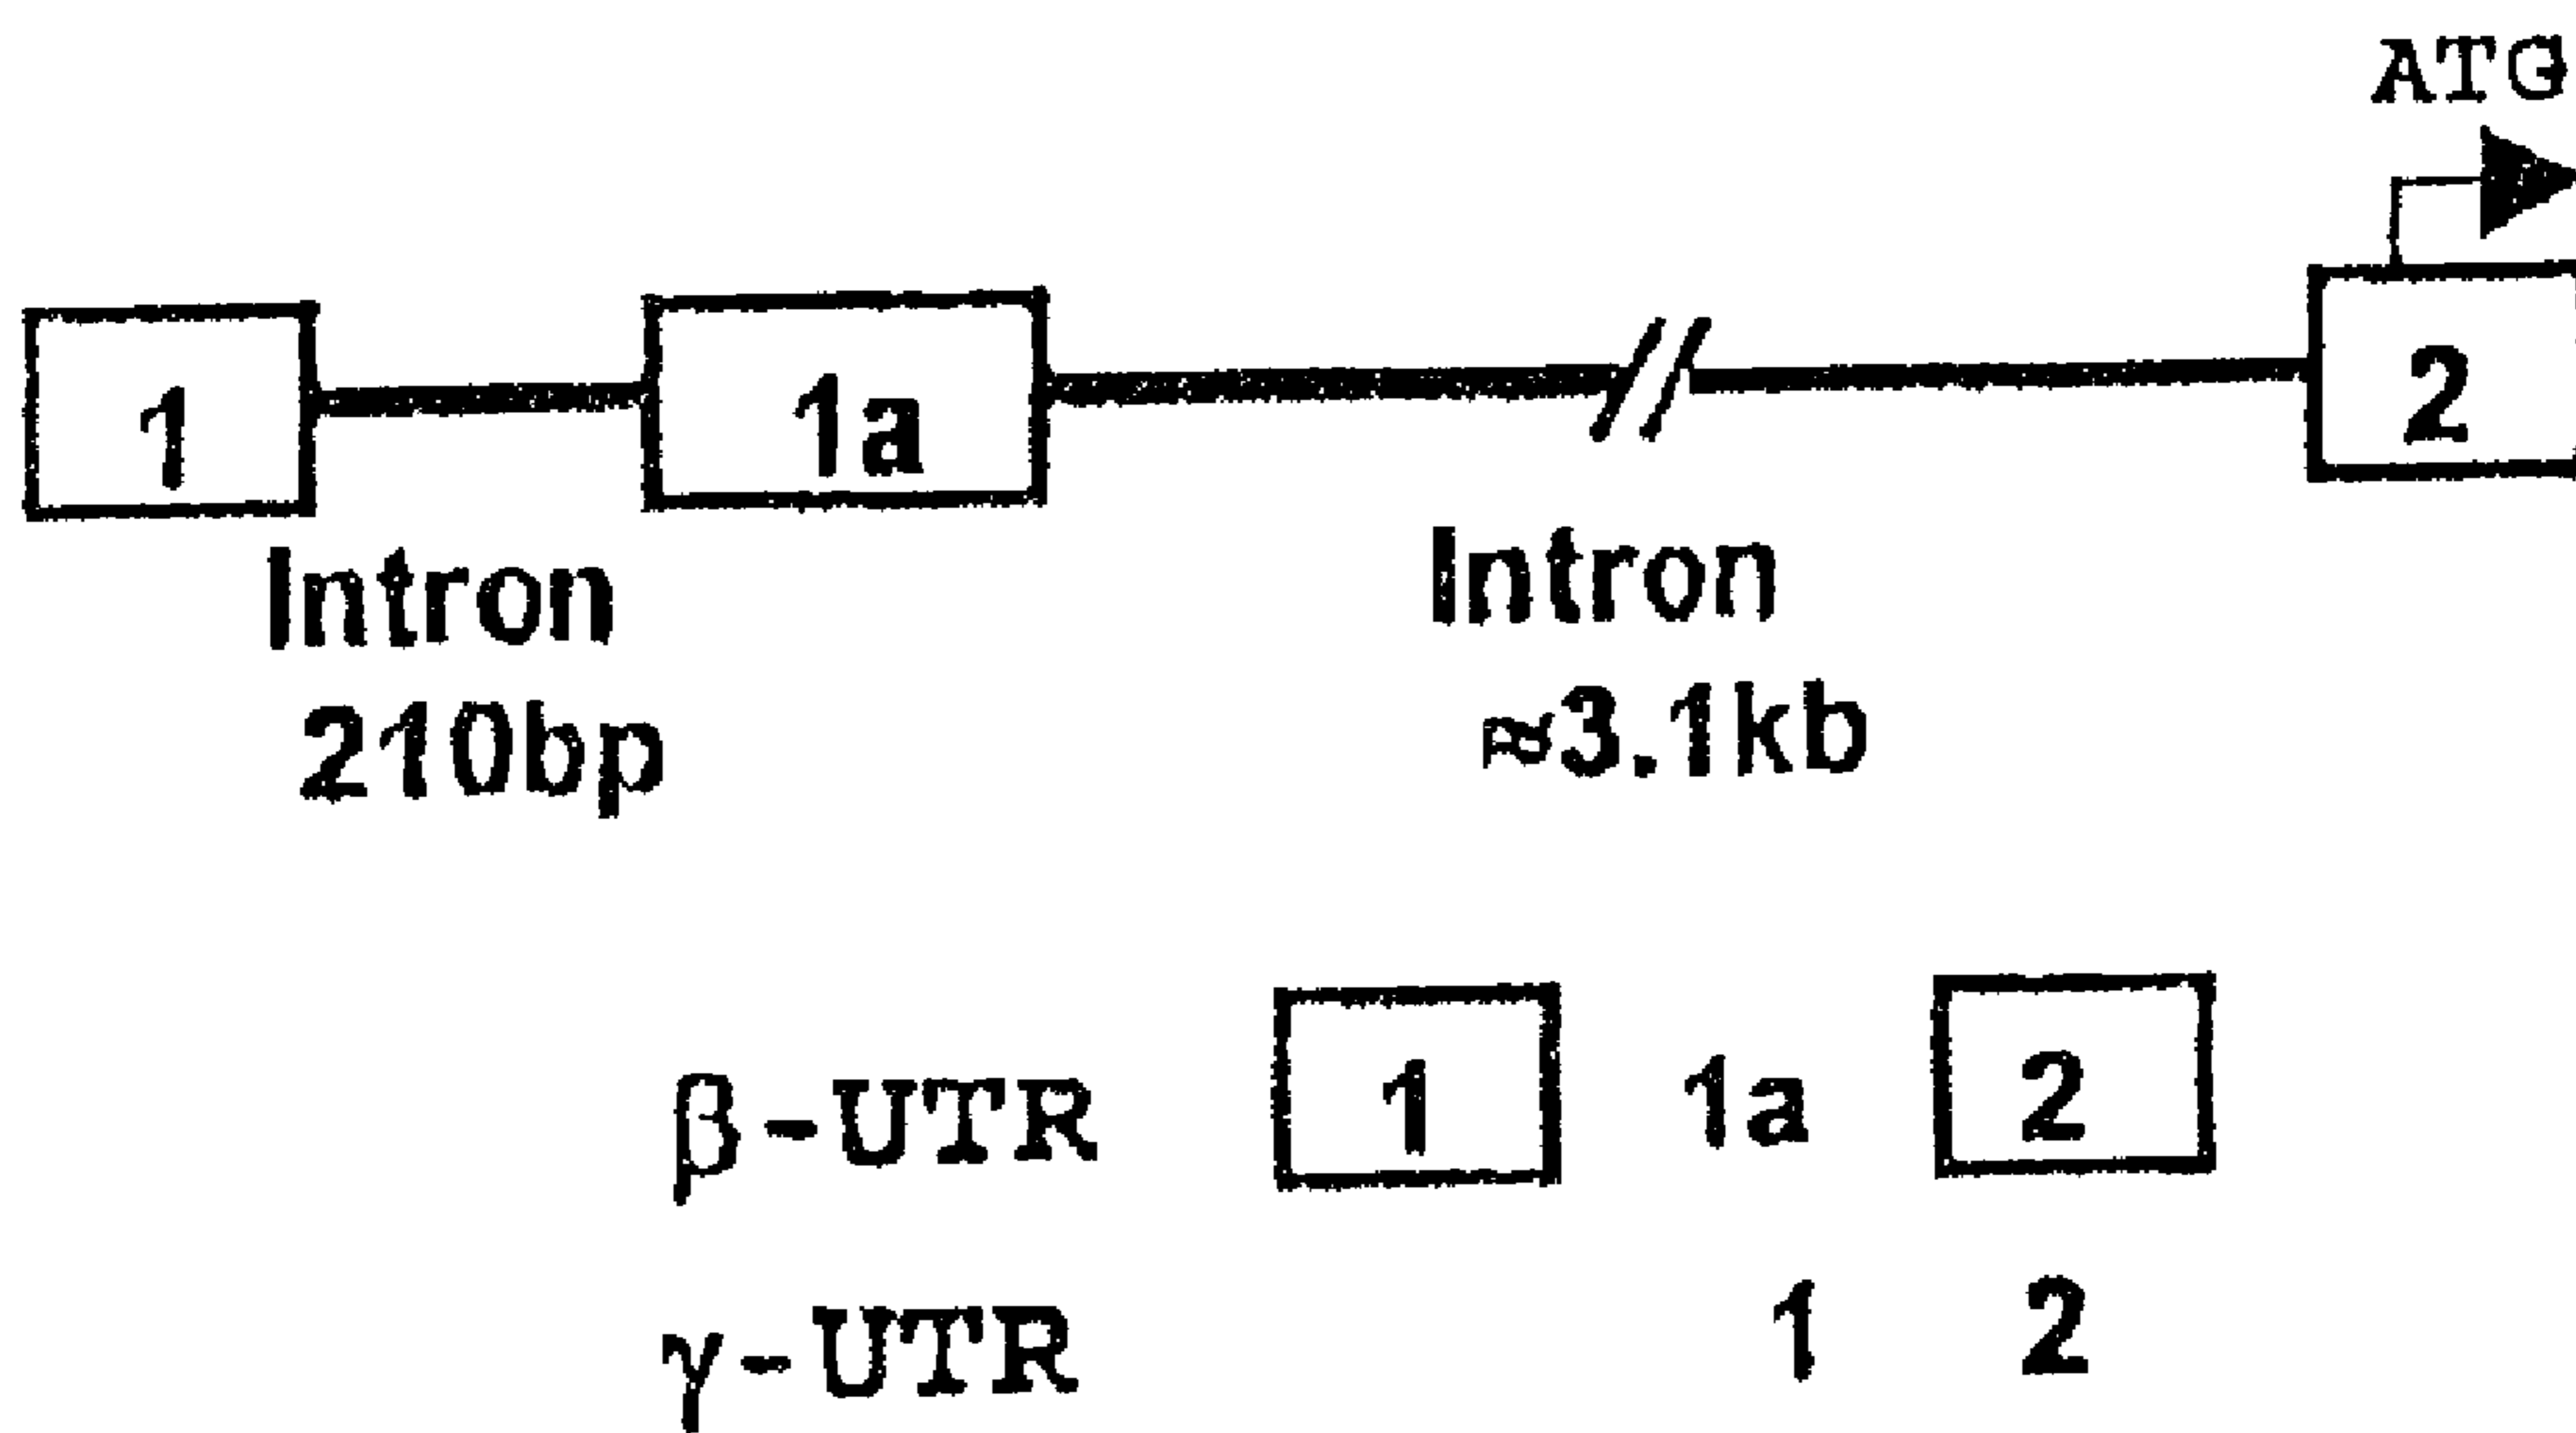 ATG
1 1a 2
Intron Intron
210bp ≈3.1kb
β-UTR 1 1a 2
γ-UTR 1 2